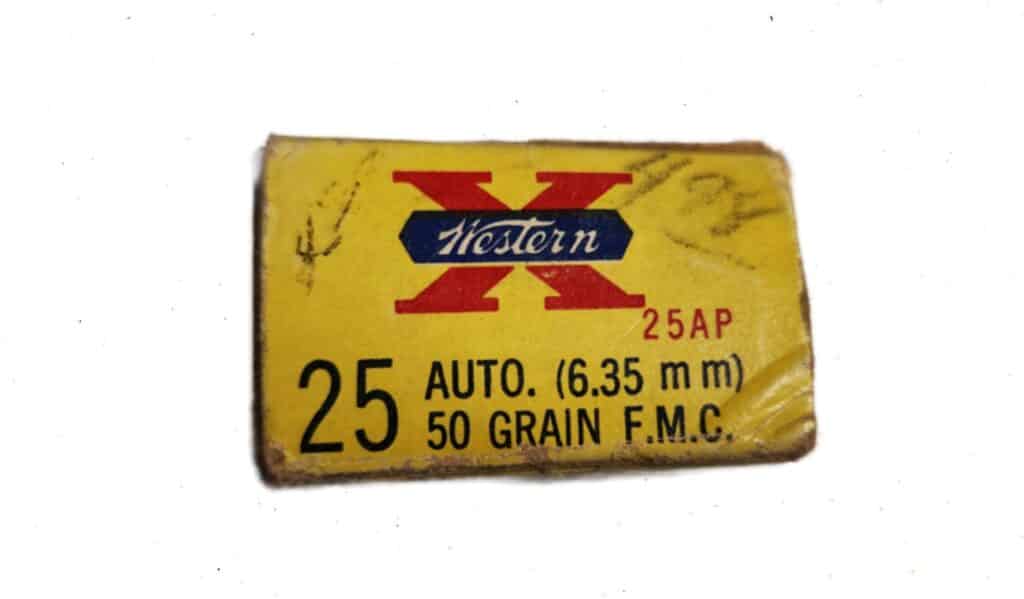 X
Western
25AP
25 AUTO. (6.35 mm)
50 GRAIN F.M.C.